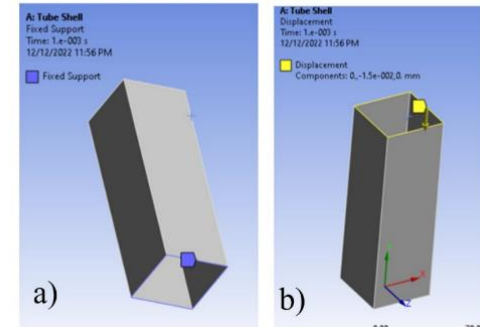 A: Tube Shell
Fixed Support
Time: 1.e-003 s
12/12/2022 11:56 PM
Fixed Support
a)
A: Tube Shell
Displacement
Time: 1.e-003 s
12/12/2022 11:56 PM
Displacement
Components: 0,,-1.5e-002,0. mm
X
b)